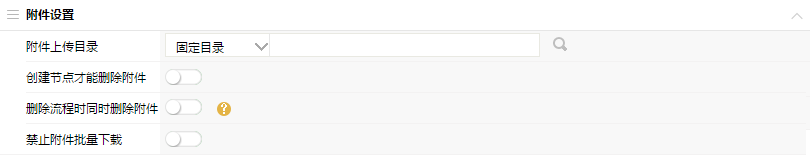 附件设置
附件上传目录 固定目录
创建节点才能删除附件
删除流程时同时删除附件 ?
禁止附件批量下载